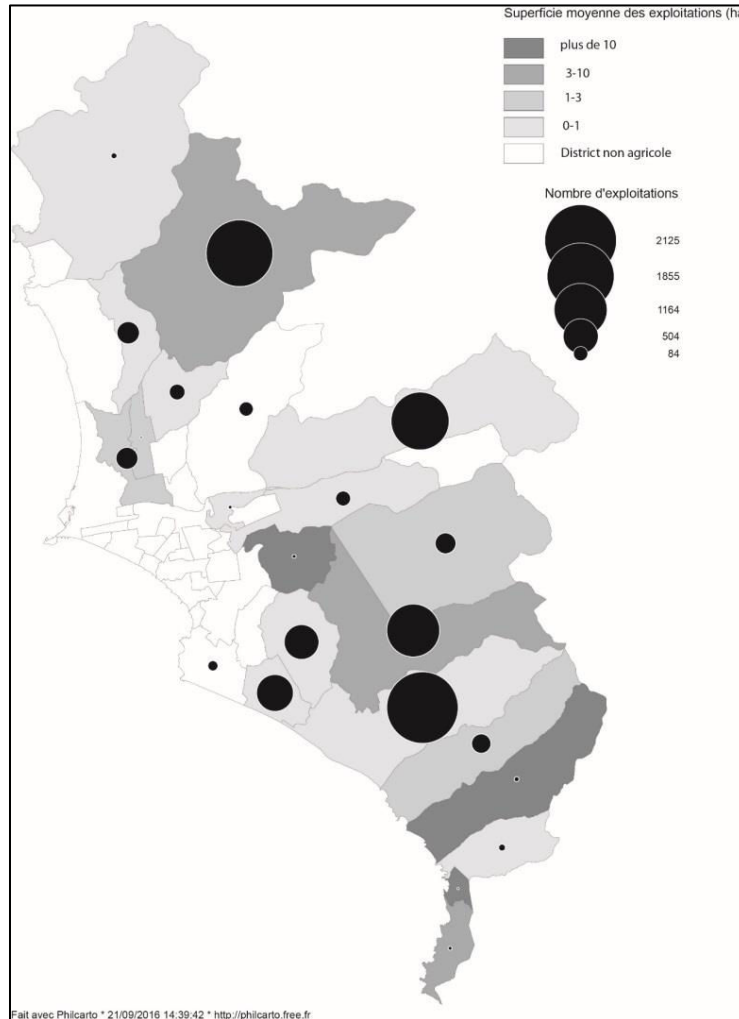 Superficie moyenne des exploitations (ha
plus de 10
3-10
1-3
0-1
District non agricole
Nombre d'exploitations
2125
1855
1164
504
84
Fait avec Philcarto * 21/09/2016 14:39:42 * http://philcarto.free.fr